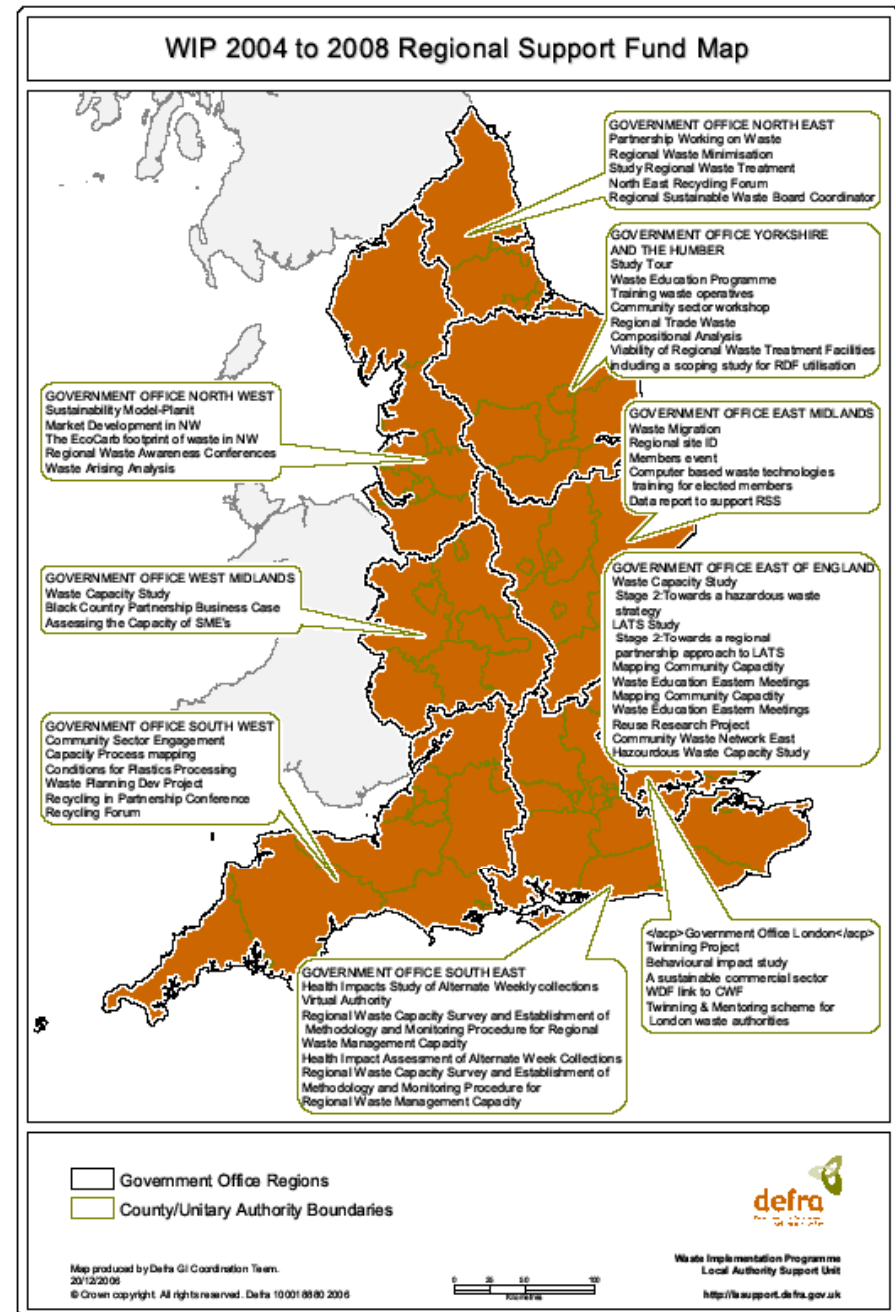 WIP 2004 to 2008 Regional Support Fund Map
GOVERNMENT OFFICE NORTH EAST
Partnership Working on Waste
Regional Waste Minimisation
Study Regional Waste Treatment
North East Recycling Forum
Regional Sustainable Waste Board Coordinator
GOVERNMENT OFFICE YORKSHIRE
AND THE HUMBER
Study Tour
Waste Education Programme
Training waste operatives
Community sector workshop
Regional Trade Waste
Compositional Analysis
Viability of Regional Waste Treatment Facilities
including a scoping study for RDF utilisation
GOVERNMENT OFFICE NORTH WEST
Sustainability Model-Planit
Market Development in NW
The EcoCarb footprint of waste in NW
Regional Waste Awareness Conferences
Waste Arising Analysis
GOVERNMENT OFFICE EAST MIDLANDS
Waste Migration
Regional site ID
Members event
Computer based waste technologies
training for elected members
Data report to support RSS
GOVERNMENT OFFICE WEST MIDLANDS
Waste Capacity Study
Black Country Partnership Business Case
Assessing the Capacity of SME's
GOVERNMENT OFFICE EAST OF ENGLAND
Waste Capacity Study
Stage 2:Towards a hazardous waste
strategy
LATS Study
Stage 2:Towards a regional
partnership approach to LATS
Mapping Community Capactity
Waste Education Eastern Meetings
Mapping Community Capacity
Waste Education Eastern Meetings
Reuse Research Project
Community Waste Network East
Hazourdous Waste Capacity Study
GOVERNMENT OFFICE SOUTH WEST
Community Sector Engagement
Capacity Process mapping
Conditions for Plastics Processing
Waste Planning Dev Project
Recycling in Partnership Conference
Recycling Forum
</acp>Government Office London</acp>
Twinning Project
Behavioural impact study
A sustainable commercial sector
WDF link to CWF
Twinning & Mentoring scheme for
London waste authorities
GOVERNMENT OFFICE SOUTH EAST
Health Impacts Study of Alternate Weekly collections
Virtual Authority
Regional Waste Capacity Survey and Establishment of
Methodology and Monitoring Procedure for Regional
Waste Management Capacity
Health Impact Assessment of Alternate Week Collections
Regional Waste Capacity Survey and Establishment of
Methodology and Monitoring Procedure for
Regional Waste Management Capacity
Government Office Regions
County/Unitary Authority Boundaries
defra
Map produced by Defra GI Coordination Team.
20/12/2006
© Crown copyright. All rights reserved. Defra 100018880 2006
0 25 50 100
Kilometres
Waste Implementation Programme
Local Authority Support Unit
http://lasupport.defra.gov.uk